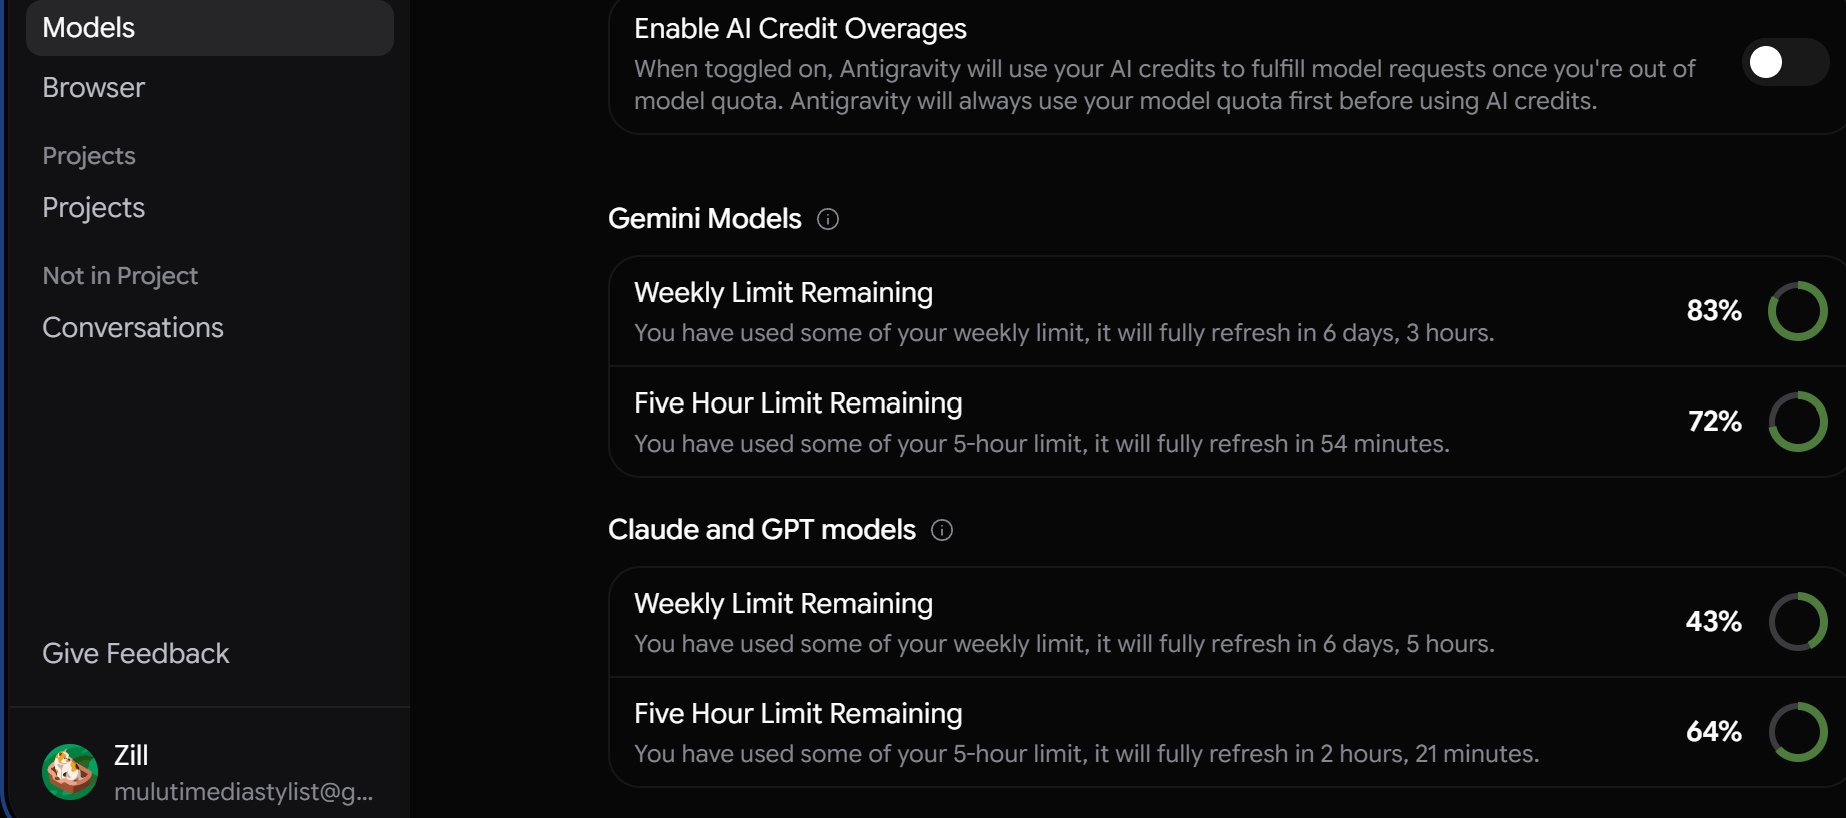 Models
Browser
Projects
Projects
Not in Project
Conversations
Give Feedback
Zill
mulutimediastylist@g...
Enable AI Credit Overages
When toggled on, Antigravity will use your AI credits to fulfill model requests once you're out of
model quota. Antigravity will always use your model quota first before using AI credits.
Gemini Models
Weekly Limit Remaining
You have used some of your weekly limit, it will fully refresh in 6 days, 3 hours.
83%
Five Hour Limit Remaining
You have used some of your 5-hour limit, it will fully refresh in 54 minutes.
72%
Claude and GPT models
Weekly Limit Remaining
You have used some of your weekly limit, it will fully refresh in 6 days, 5 hours.
43%
Five Hour Limit Remaining
You have used some of your 5-hour limit, it will fully refresh in 2 hours, 21 minutes.
64%